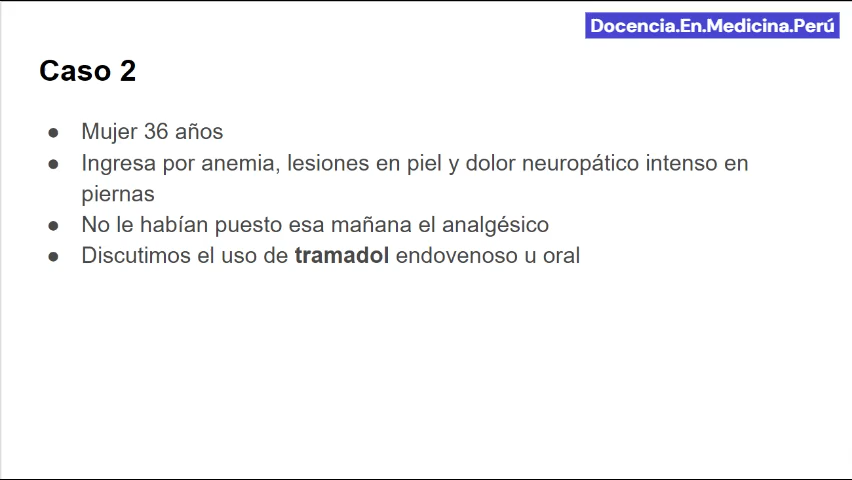 Docencia.En.Medicina.Perú
Caso 2
● Mujer 36 años
● Ingresa por anemia, lesiones en piel y dolor neuropático intenso en
piernas
● No le habían puesto esa mañana el analgésico
● Discutimos el uso de tramadol endovenoso u oral